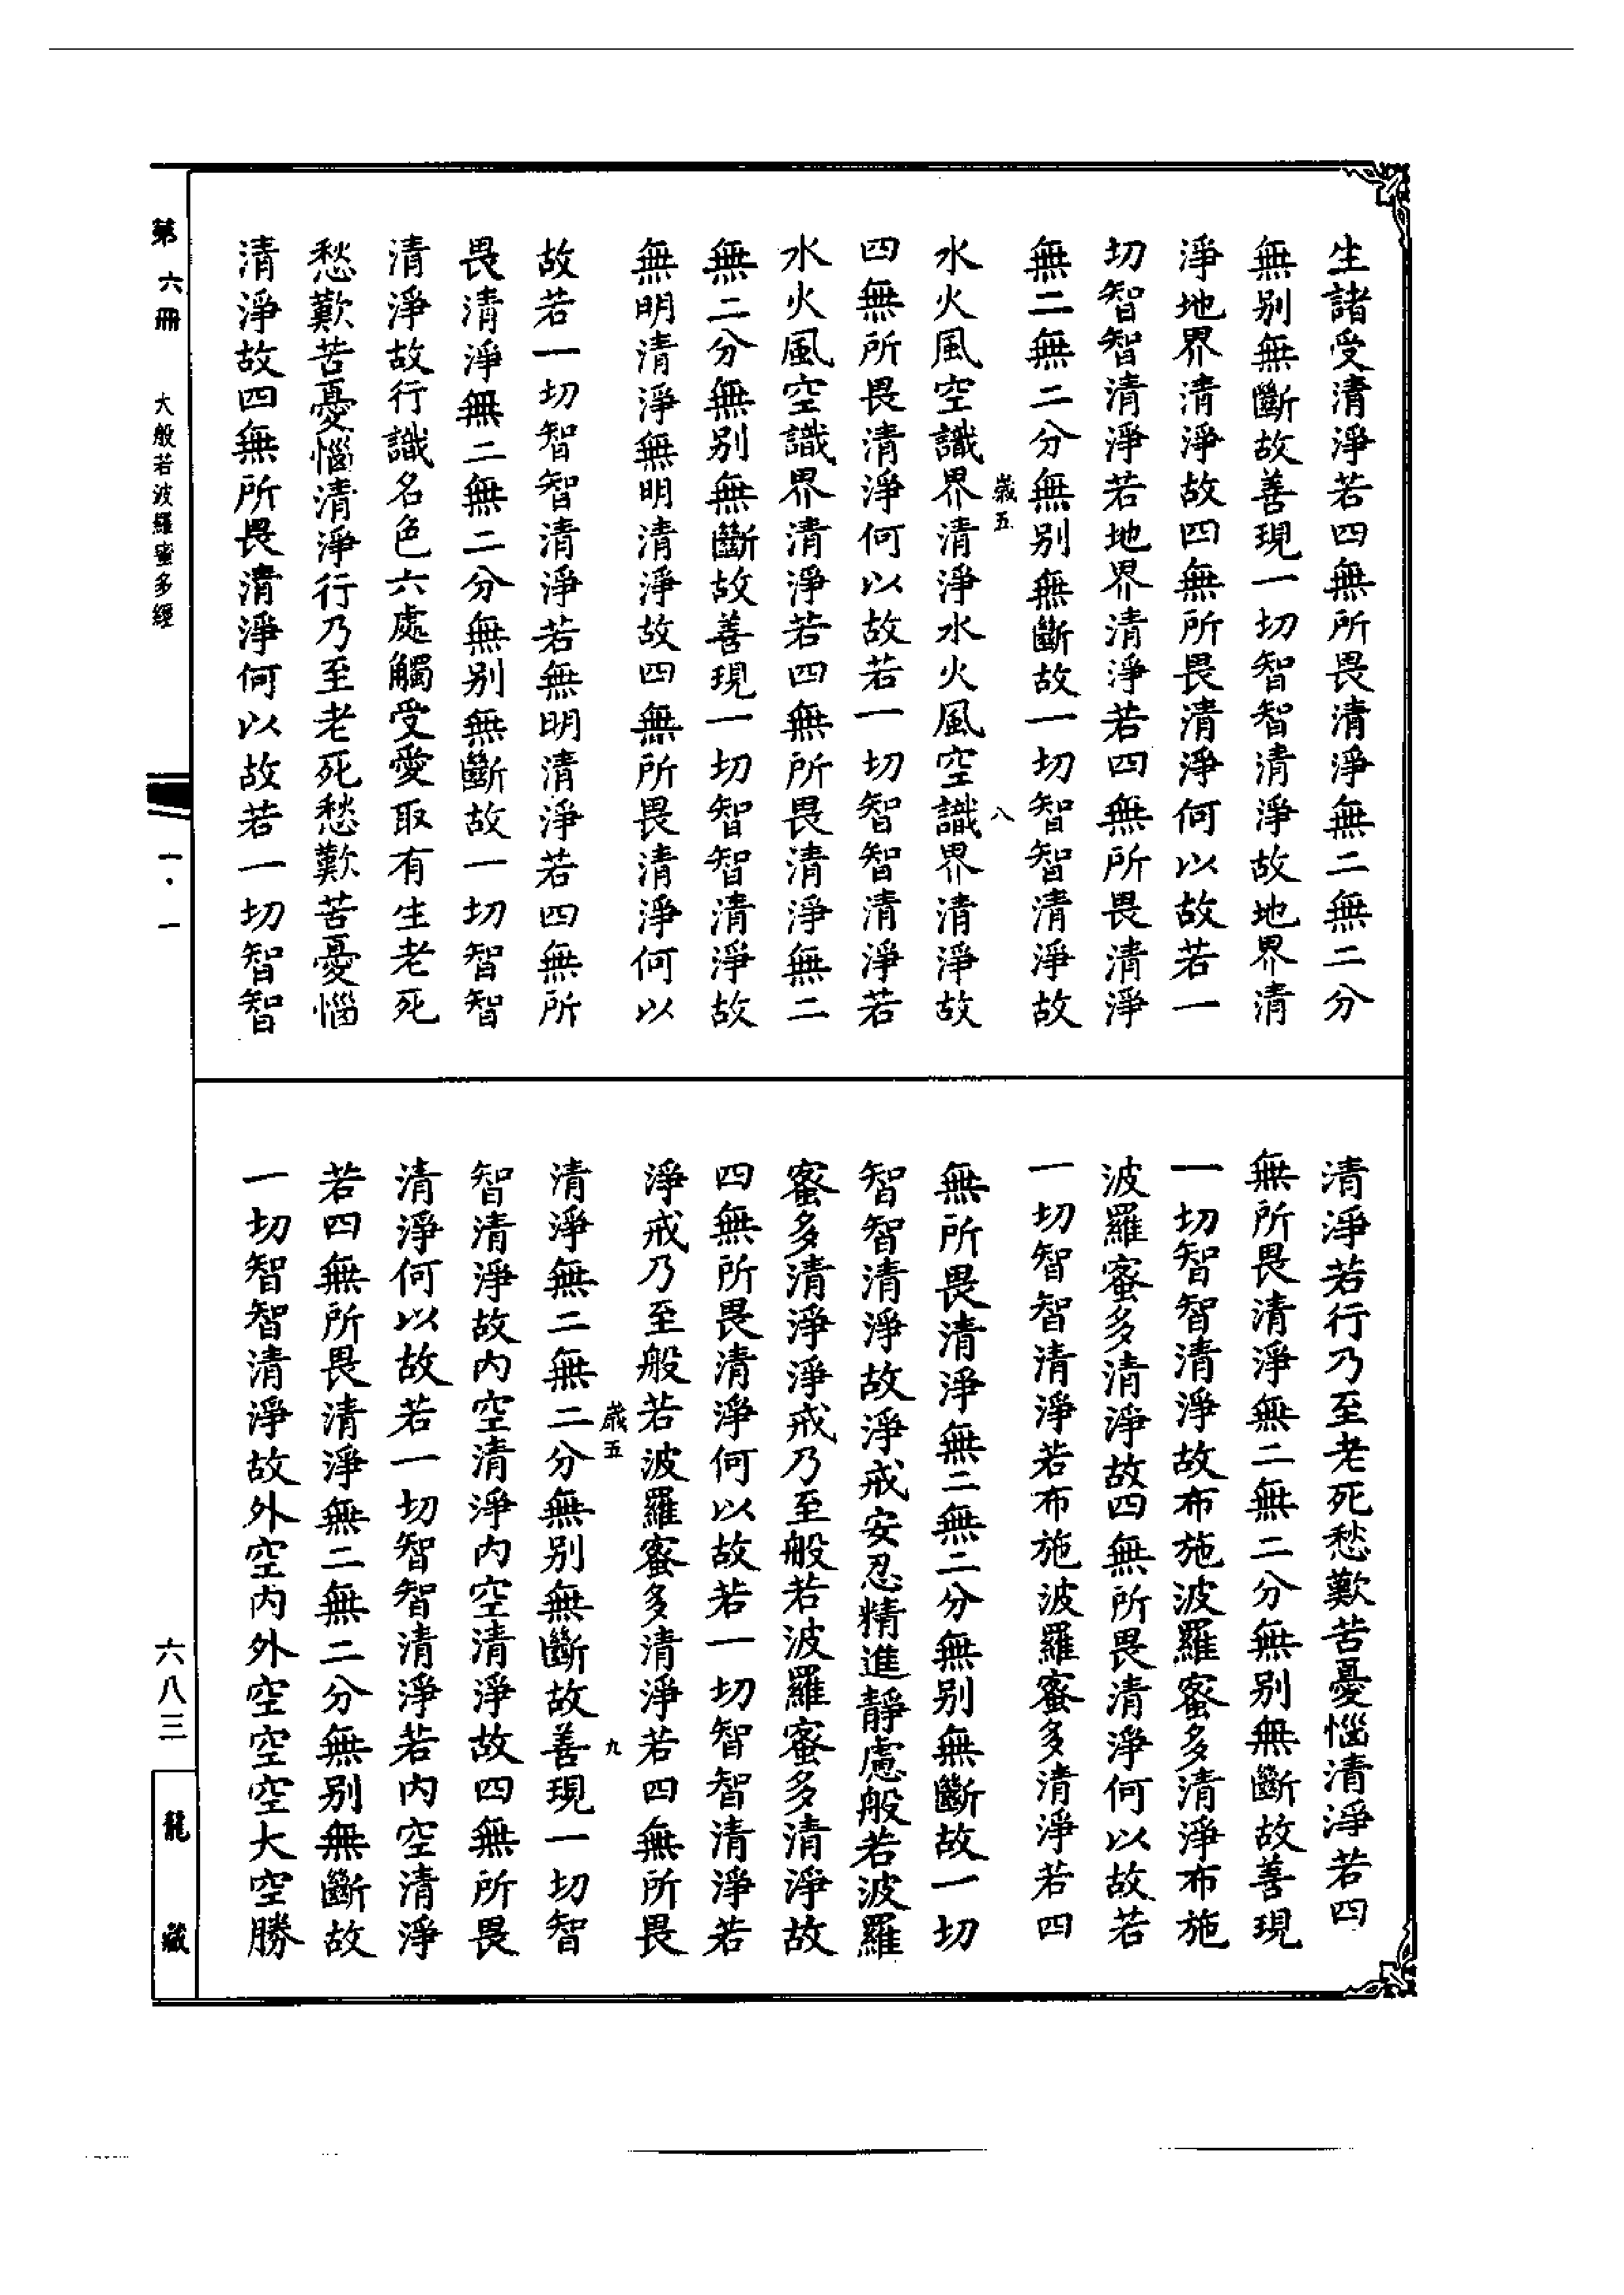 生諸受清淨若四無所畏清淨無二無二分
無別無斷故善現一切智智清淨故地界清
淨地界清淨故四無所畏清淨何以故若一
切智智清淨若地界清淨若四無所畏清淨
無二無二分無別無斷故一切智智清淨故
歲五 八
水火風空識界清淨水火風空識界清淨故
四無所畏清淨何以故若一切智智清淨若
水火風空識界清淨若四無所畏清淨無二
無二分無別無斷故善現一切智智清淨故
無明清淨無明清淨故四無所畏清淨何以
故若一切智智清淨若無明清淨若四無所
畏清淨無二無二分無別無斷故一切智智
清淨故行識名色六處觸受愛取有生老死
愁歎苦憂惱清淨行乃至老死愁歎苦憂惱
清淨故四無所畏清淨何以故若一切智智
清淨若行乃至老死愁歎苦憂惱清淨若四
無所畏清淨無二無二分無別無斷故善現
一切智智清淨故布施波羅蜜多清淨布施
波羅蜜多清淨故四無所畏清淨何以故若
一切智智清淨若布施波羅蜜多清淨若四
無所畏清淨無二無二分無別無斷故一切
智智清淨故淨戒安忍精進靜慮般若波羅
蜜多清淨淨戒乃至般若波羅蜜多清淨故
四無所畏清淨何以故若一切智智清淨若
淨戒乃至般若波羅蜜多清淨若四無所畏
歲五 九
清淨無二無二分無別無斷故善現一切智
智清淨故內空清淨內空清淨故四無所畏
清淨何以故若一切智智清淨若內空清淨
若四無所畏清淨無二無二分無別無斷故
一切智智清淨故外空內外空空空大空勝
第六冊 大般若波羅蜜多經 一·一 六八三 龍藏